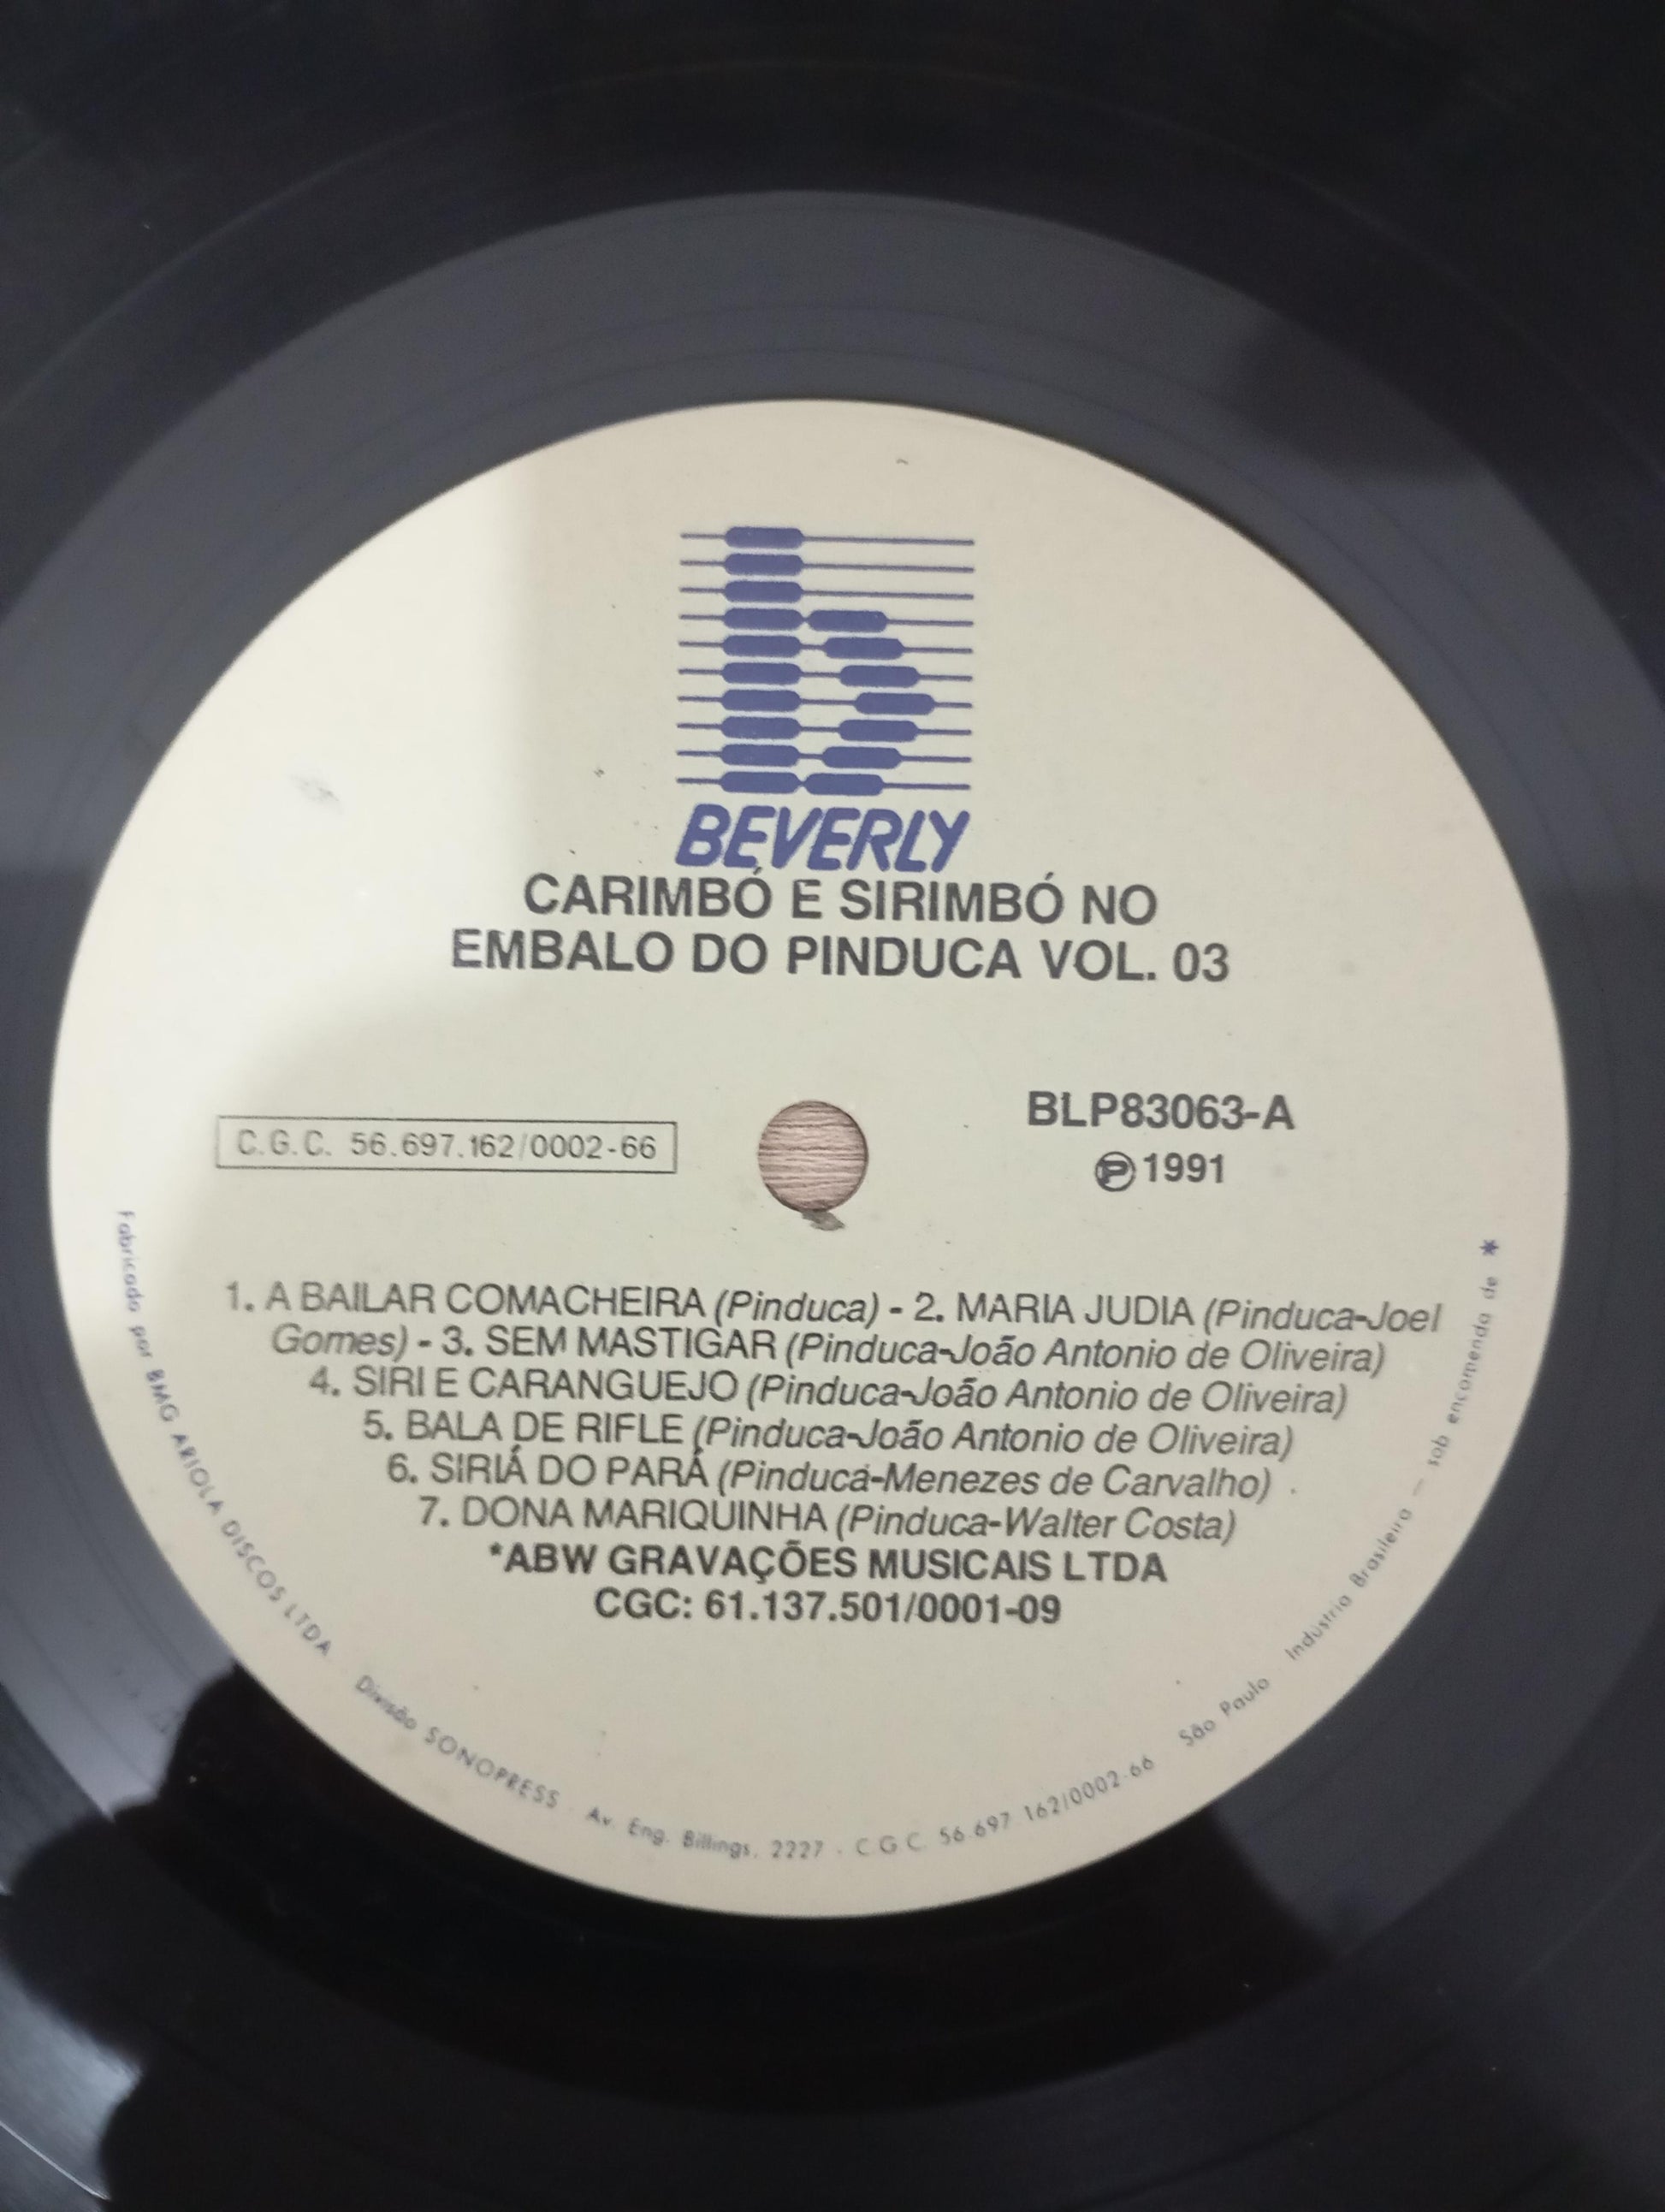 BEVERLY
CARIMBÓ E SIRIMBÓ NO
EMBALO DO PINDUCA VOL. 03
C.G.C. 56.697.162/0002-66
BLP83063-A
Ⓟ 1991
1. A BAILAR COMACHEIRA (Pinduca) - 2. MARIA JUDIA (Pinduca-Joel
Gomes) - 3. SEM MASTIGAR (Pinduca-João Antonio de Oliveira)
4. SIRI E CARANGUEJO (Pinduca-João Antonio de Oliveira)
5. BALA DE RIFLE (Pinduca-João Antonio de Oliveira)
6. SIRIÁ DO PARÁ (Pinduca-Menezes de Carvalho)
7. DONA MARIQUINHA (Pinduca-Walter Costa)
*ABW GRAVAÇÕES MUSICAIS LTDA
CGC: 61.137.501/0001-09
Fabricado por BMG ARIOLA DISCOS LTDA Divisão SONOPRESS Av. Eng. Billings, 2227 - C.G.C. 56 697 162/0002-66 São Paulo Indústria Brasileira — sob encomenda de *